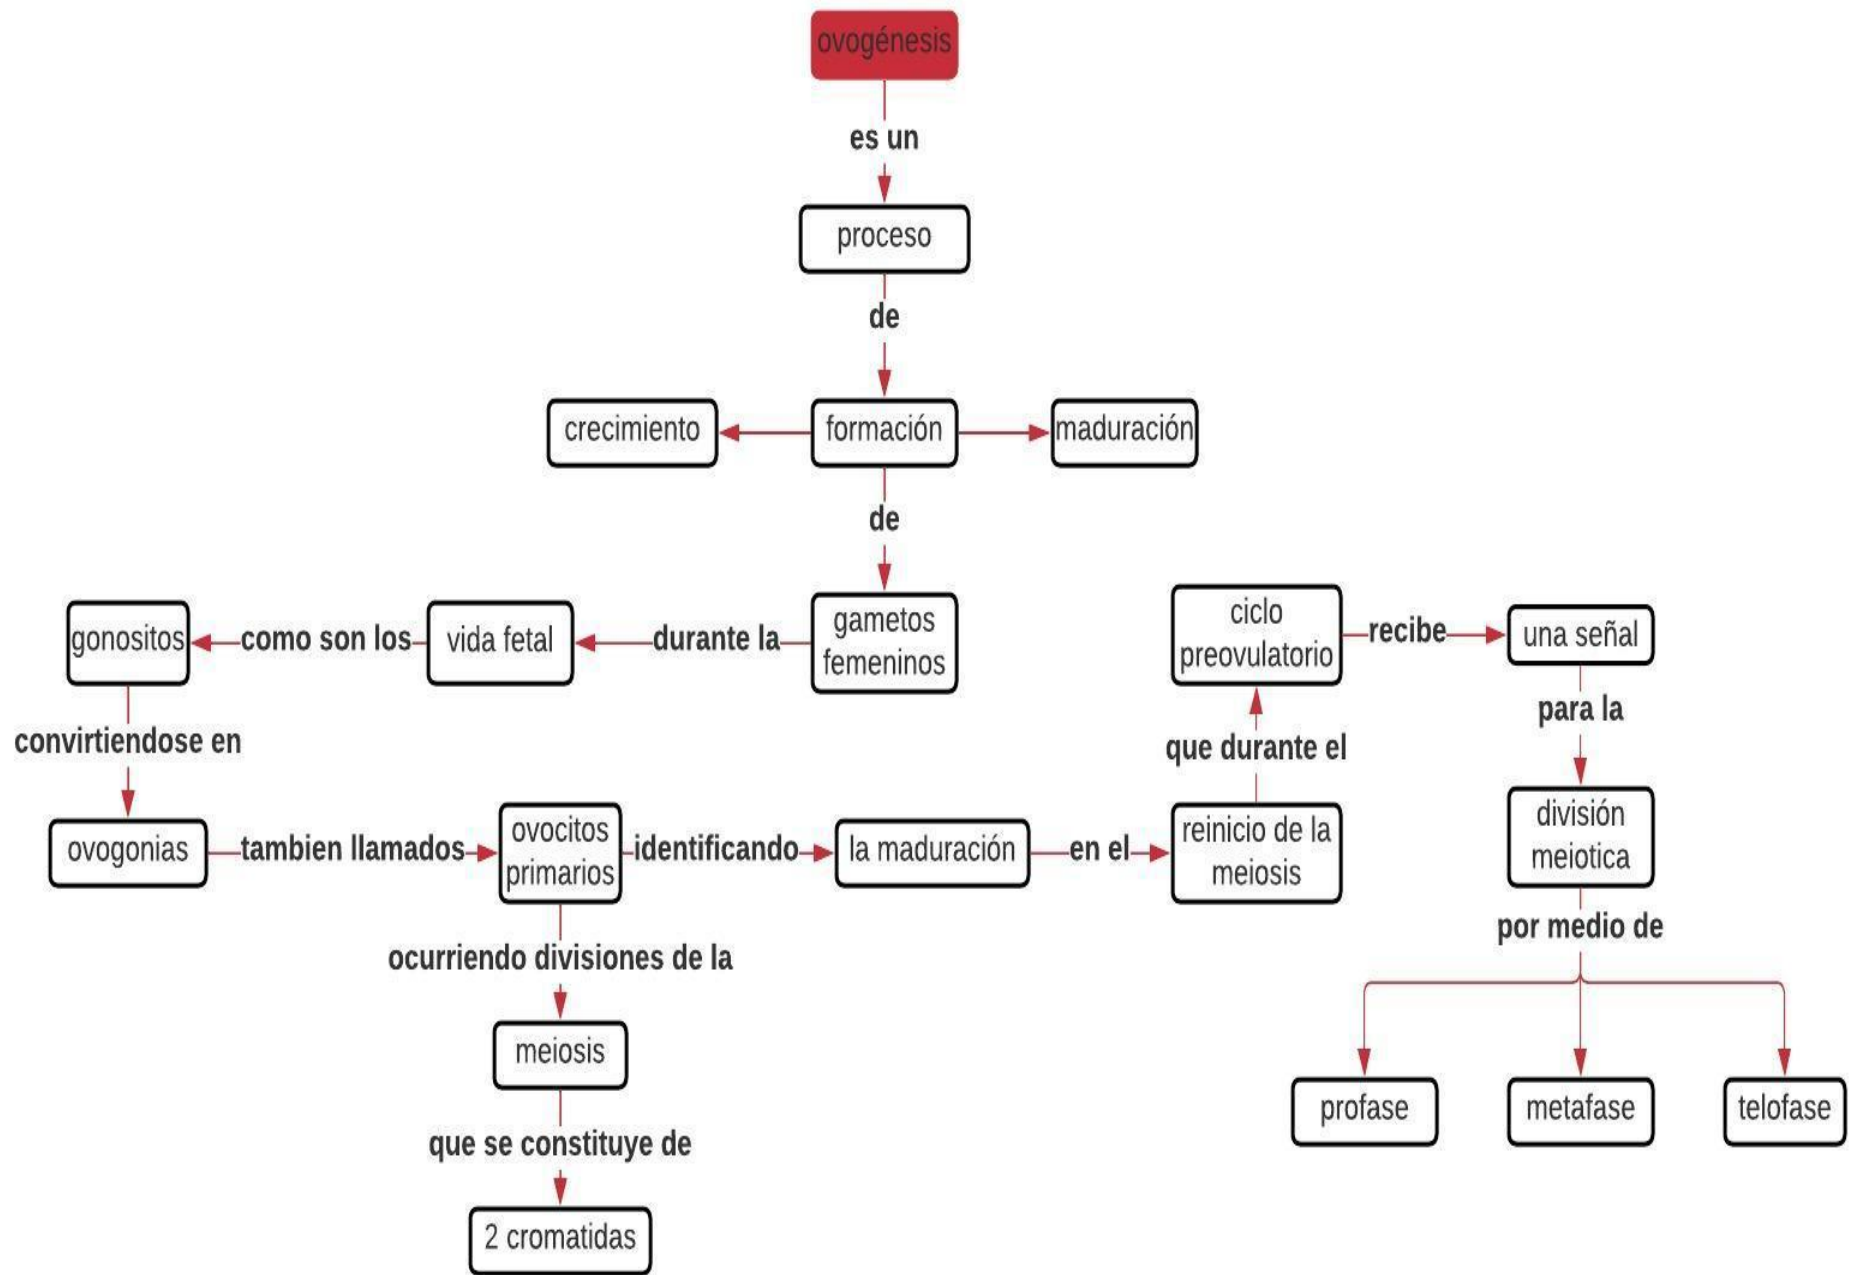 ovogénesis
es un
proceso
de
crecimiento
formación
maduración
de
gonositos
como son los
vida fetal
durante la
gametos
femeninos
ciclo
preovulatorio
recibe
una señal
convirtiendose en
que durante el
para la
ovogonias
tambien llamados
ovocitos
primarios
identificando
la maduración
en el
reinicio de la
meiosis
división
meiotica
ocurriendo divisiones de la
por medio de
meiosis
profase
metafase
telofase
que se constituye de
2 cromatidas